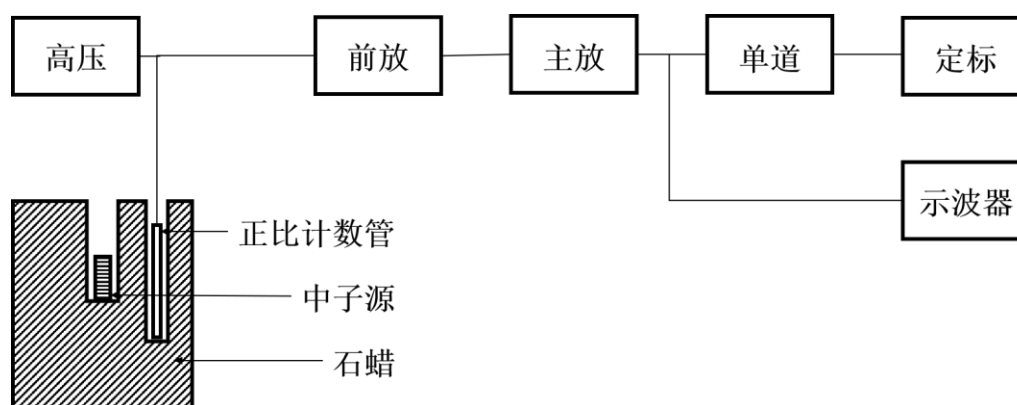 高压
前放
主放
单道
定标
示波器
正比计数管
中子源
石蜡